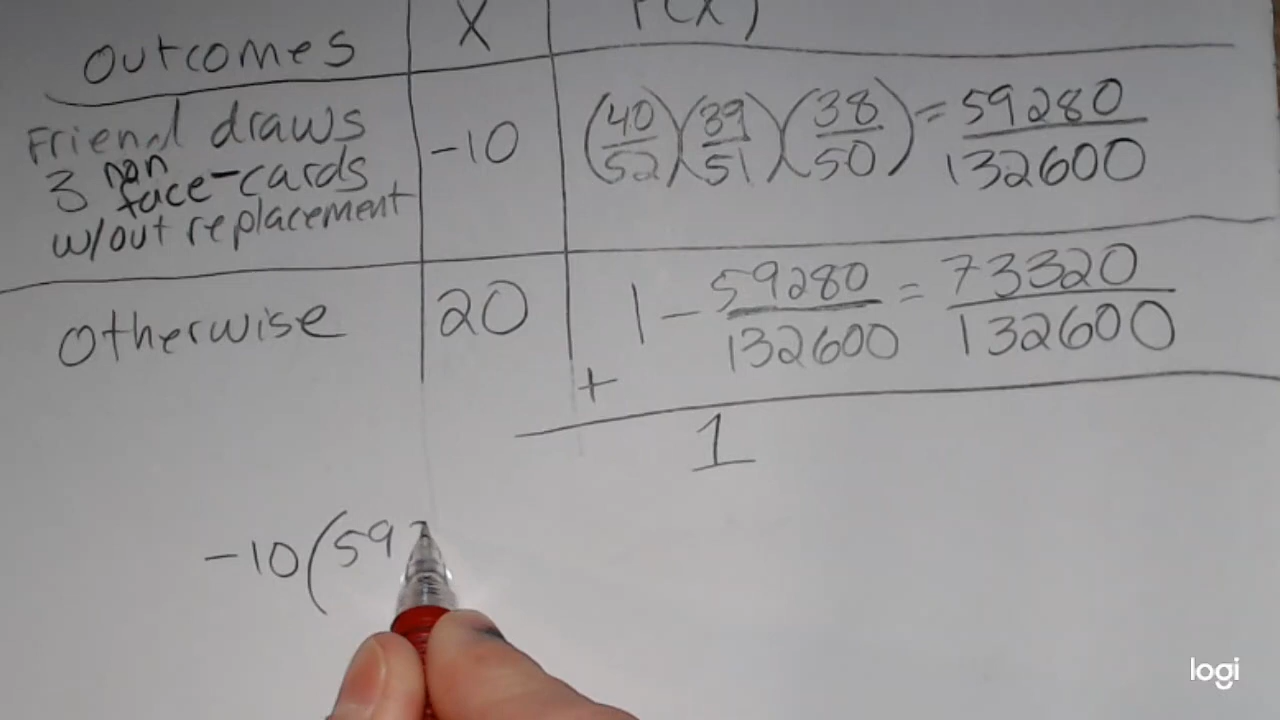 Outcomes X P(X)
Friend draws
3 non face-cards
w/out replacement
-10 (40/52)(39/51)(38/50) = 59280/132600
Otherwise 20 1 - 59280/132600 = 73320/132600
+
1
-10(59
logi